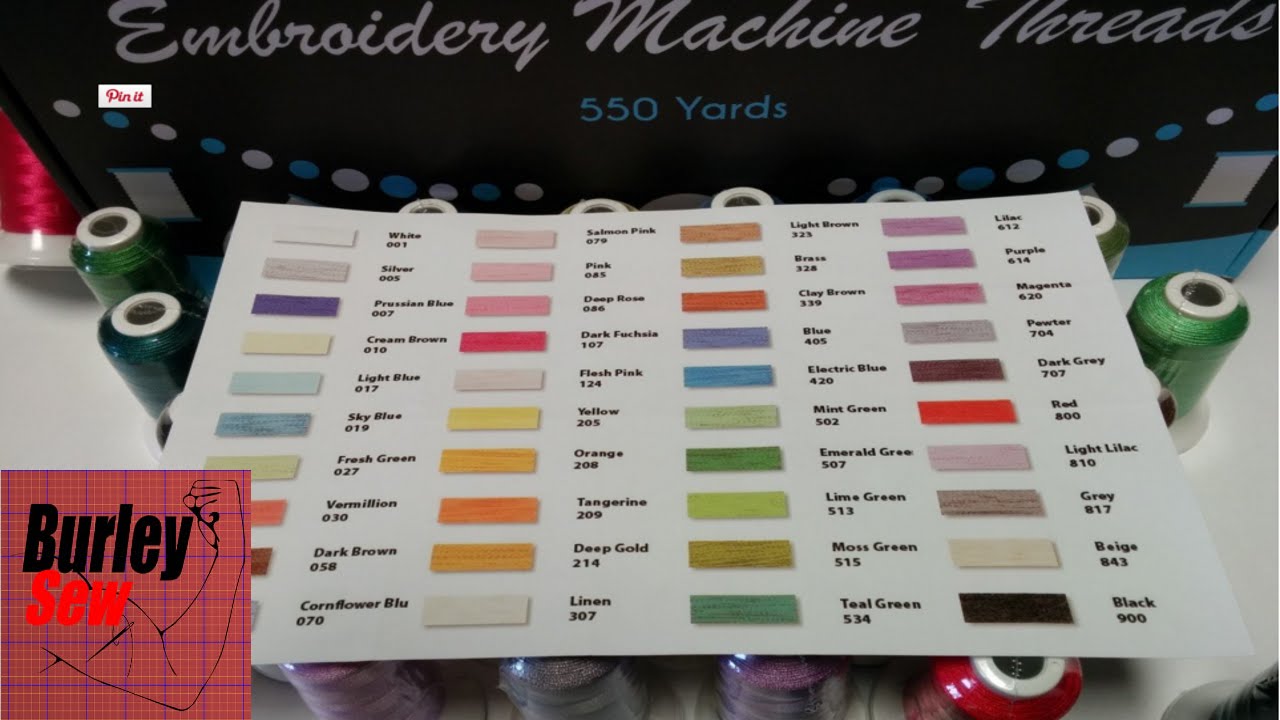 Embroidery Machine Threads
Pin it
550 Yards
White
001
Silver
005
Prussian Blue
007
Cream Brown
010
Light Blue
017
Sky Blue
019
Fresh Green
027
Vermillion
030
Dark Brown
058
Cornflower Blu
070
Salmon Pink
079
Pink
085
Deep Rose
086
Dark Fuchsia
107
Flesh Pink
124
Yellow
205
Orange
208
Tangerine
209
Deep Gold
214
Linen
307
Light Brown
323
Brass
328
Clay Brown
339
Blue
405
Electric Blue
420
Mint Green
502
Emerald Gree
507
Lime Green
513
Moss Green
515
Teal Green
534
Lilac
612
Purple
614
Magenta
620
Pewter
704
Dark Grey
707
Red
800
Light Lilac
810
Grey
817
Beige
843
Black
900
Burley
Sew